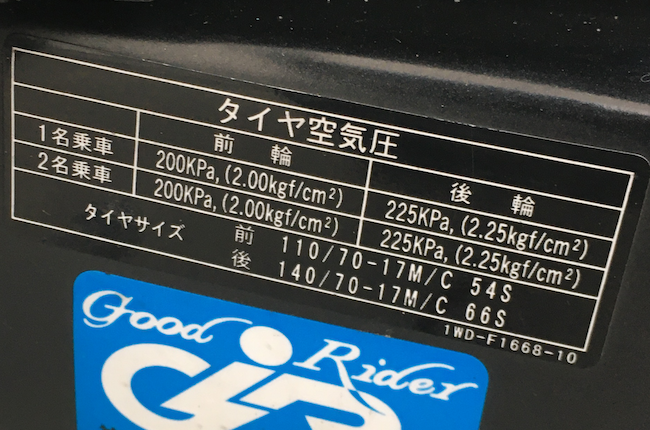 タイヤ空気圧
前輪 後輪
1名乗車 200KPa, (2.00kgf/cm²) 225KPa, (2.25kgf/cm²)
2名乗車 200KPa, (2.00kgf/cm²) 225KPa, (2.25kgf/cm²)
タイヤサイズ 前 110/70-17M/C 54S
後 140/70-17M/C 66S
1WD-F1668-10
Good Rider